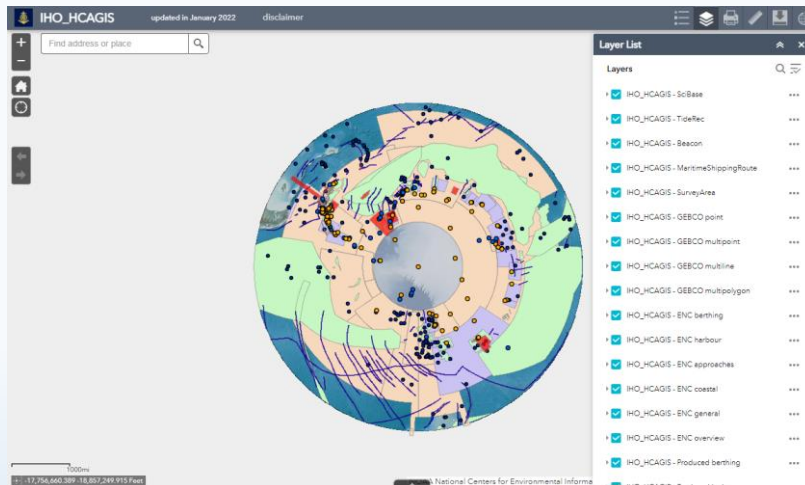 IHO_HCAGIS updated in January 2022 disclaimer
Find address or place
Layer List
Layers
IHO_HCAGIS - SciBase
IHO_HCAGIS - TideRec
IHO_HCAGIS - Beacon
IHO_HCAGIS - MaritimeShippingRoute
IHO_HCAGIS - SurveyArea
IHO_HCAGIS - GEBCO point
IHO_HCAGIS - GEBCO multipoint
IHO_HCAGIS - GEBCO multiline
IHO_HCAGIS - GEBCO multipolygon
IHO_HCAGIS - ENC berthing
IHO_HCAGIS - ENC harbour
IHO_HCAGIS - ENC approaches
IHO_HCAGIS - ENC coastal
IHO_HCAGIS - ENC general
IHO_HCAGIS - ENC overview
IHO_HCAGIS - Produced berthing
1000mi
-17,756,660.389 -18,857,249.915 Feet
National Centers for Environmental Informa